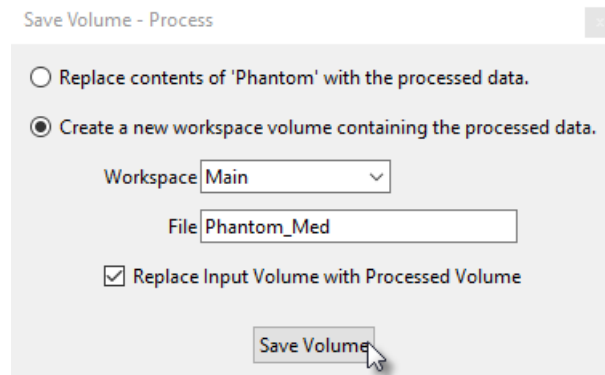 Save Volume - Process
Replace contents of 'Phantom' with the processed data.
Create a new workspace volume containing the processed data.
Workspace Main
File Phantom_Med
Replace Input Volume with Processed Volume
Save Volume